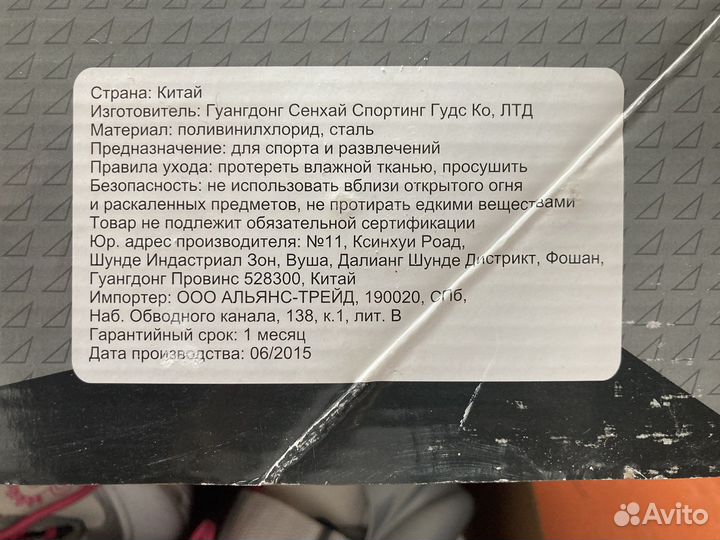 Страна: Китай
Изготовитель: Гуангдонг Сенхай Спортинг Гудс Ко, ЛТД
Материал: поливинилхлорид, сталь
Предназначение: для спорта и развлечений
Правила ухода: протереть влажной тканью, просушить
Безопасность: не использовать вблизи открытого огня
и раскаленных предметов, не протирать едкими веществами
Товар не подлежит обязательной сертификации
Юр. адрес производителя: №11, Ксинхуи Роад,
Шунде Индастриал Зон, Вуша, Далианг Шунде Дистрикт, Фошан,
Гуангдонг Провинс 528300, Китай
Импортер: ООО АЛЬЯНС-ТРЕЙД, 190020, СПб,
Наб. Обводного канала, 138, к.1, лит. В
Гарантийный срок: 1 месяц
Дата производства: 06/2015
Avito